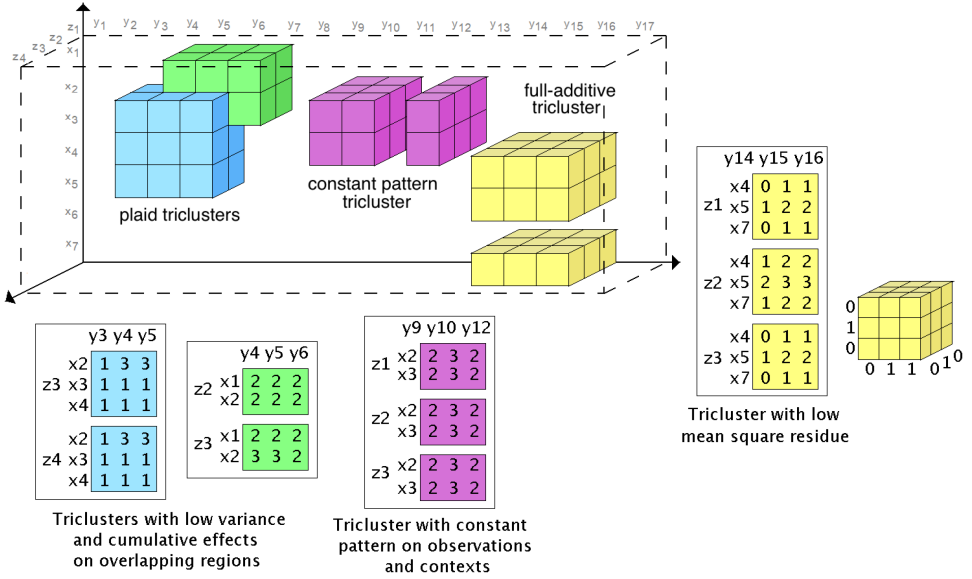 z1 y1 y2 y3 y4 y5 y6 y7 y8 y9 y10 y11 y12 y13 y14 y15 y16 y17
z2
z3
z4
x1
x2
x3
x4
x5
x6
x7
plaid triclusters
constant pattern
tricluster
full-additive
tricluster
y3 y4 y5
x2 1 3 3
z3 x3 1 1 1
x4 1 1 1
x2 1 3 3
z4 x3 1 1 1
x4 1 1 1
Triclusters with low variance
and cumulative effects
on overlapping regions
y4 y5 y6
z2 x1 2 2 2
x2 2 2 2
z3 x1 2 2 2
x2 3 3 2
y9 y10 y12
z1 x2 2 3 2
x3 2 3 2
z2 x2 2 3 2
x3 2 3 2
z3 x2 2 3 2
x3 2 3 2
Tricluster with constant
pattern on observations
and contexts
y14 y15 y16
x4 0 1 1
z1 x5 1 2 2
x7 0 1 1
x4 1 2 2
z2 x5 2 3 3
x7 1 2 2
x4 0 1 1
z3 x5 1 2 2
x7 0 1 1
Tricluster with low
mean square residue
0
1
0
0 1 1 0 1 0